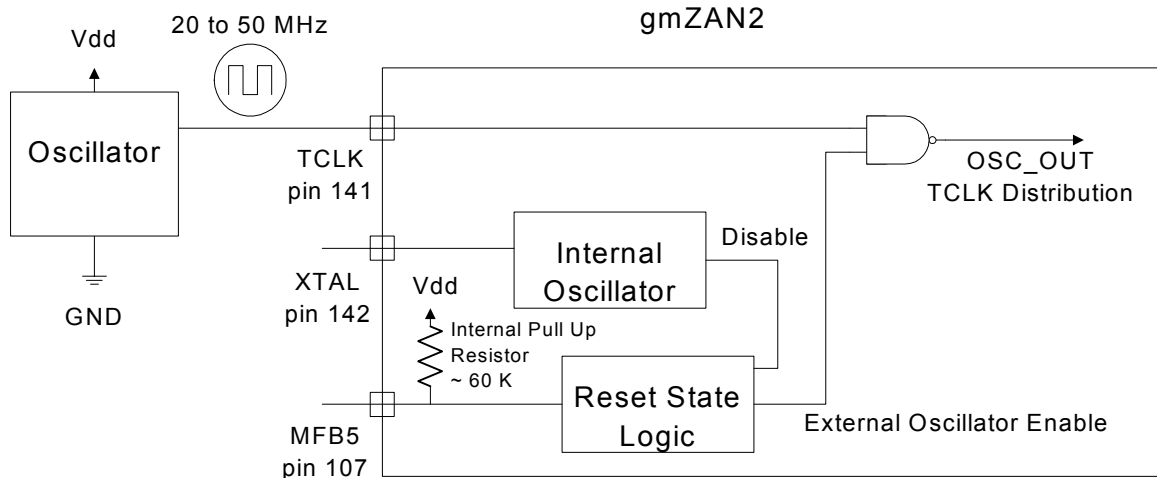 gmZAN2
20 to 50 MHz
Vdd
Oscillator
GND
TCLK
pin 141
OSC_OUT
TCLK Distribution
XTAL
pin 142
Internal
Oscillator
Disable
Vdd
Internal Pull Up
Resistor
~ 60 K
MFB5
pin 107
Reset State
Logic
External Oscillator Enable